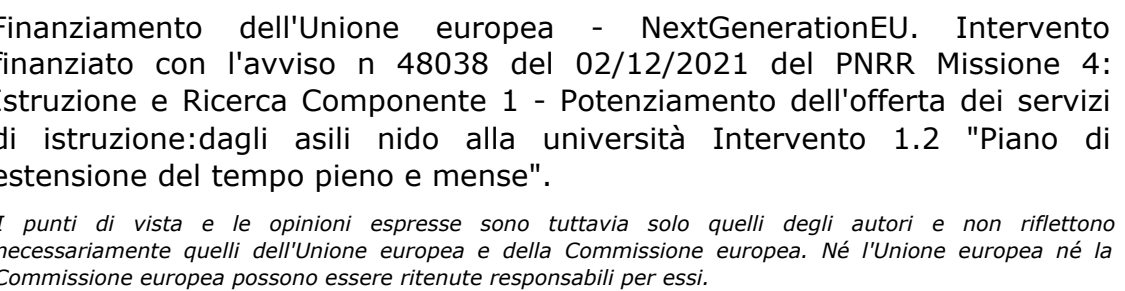 Finanziamento dell'Unione europea - NextGenerationEU. Intervento
finanziato con l'avviso n 48038 del 02/12/2021 del PNRR Missione 4:
Istruzione e Ricerca Componente 1 - Potenziamento dell'offerta dei servizi
di istruzione:dagli asili nido alla università Intervento 1.2 "Piano di
estensione del tempo pieno e mense".
I punti di vista e le opinioni espresse sono tuttavia solo quelli degli autori e non riflettono
necessariamente quelli dell'Unione europea e della Commissione europea. Né l'Unione europea né la
Commissione europea possono essere ritenute responsabili per essi.